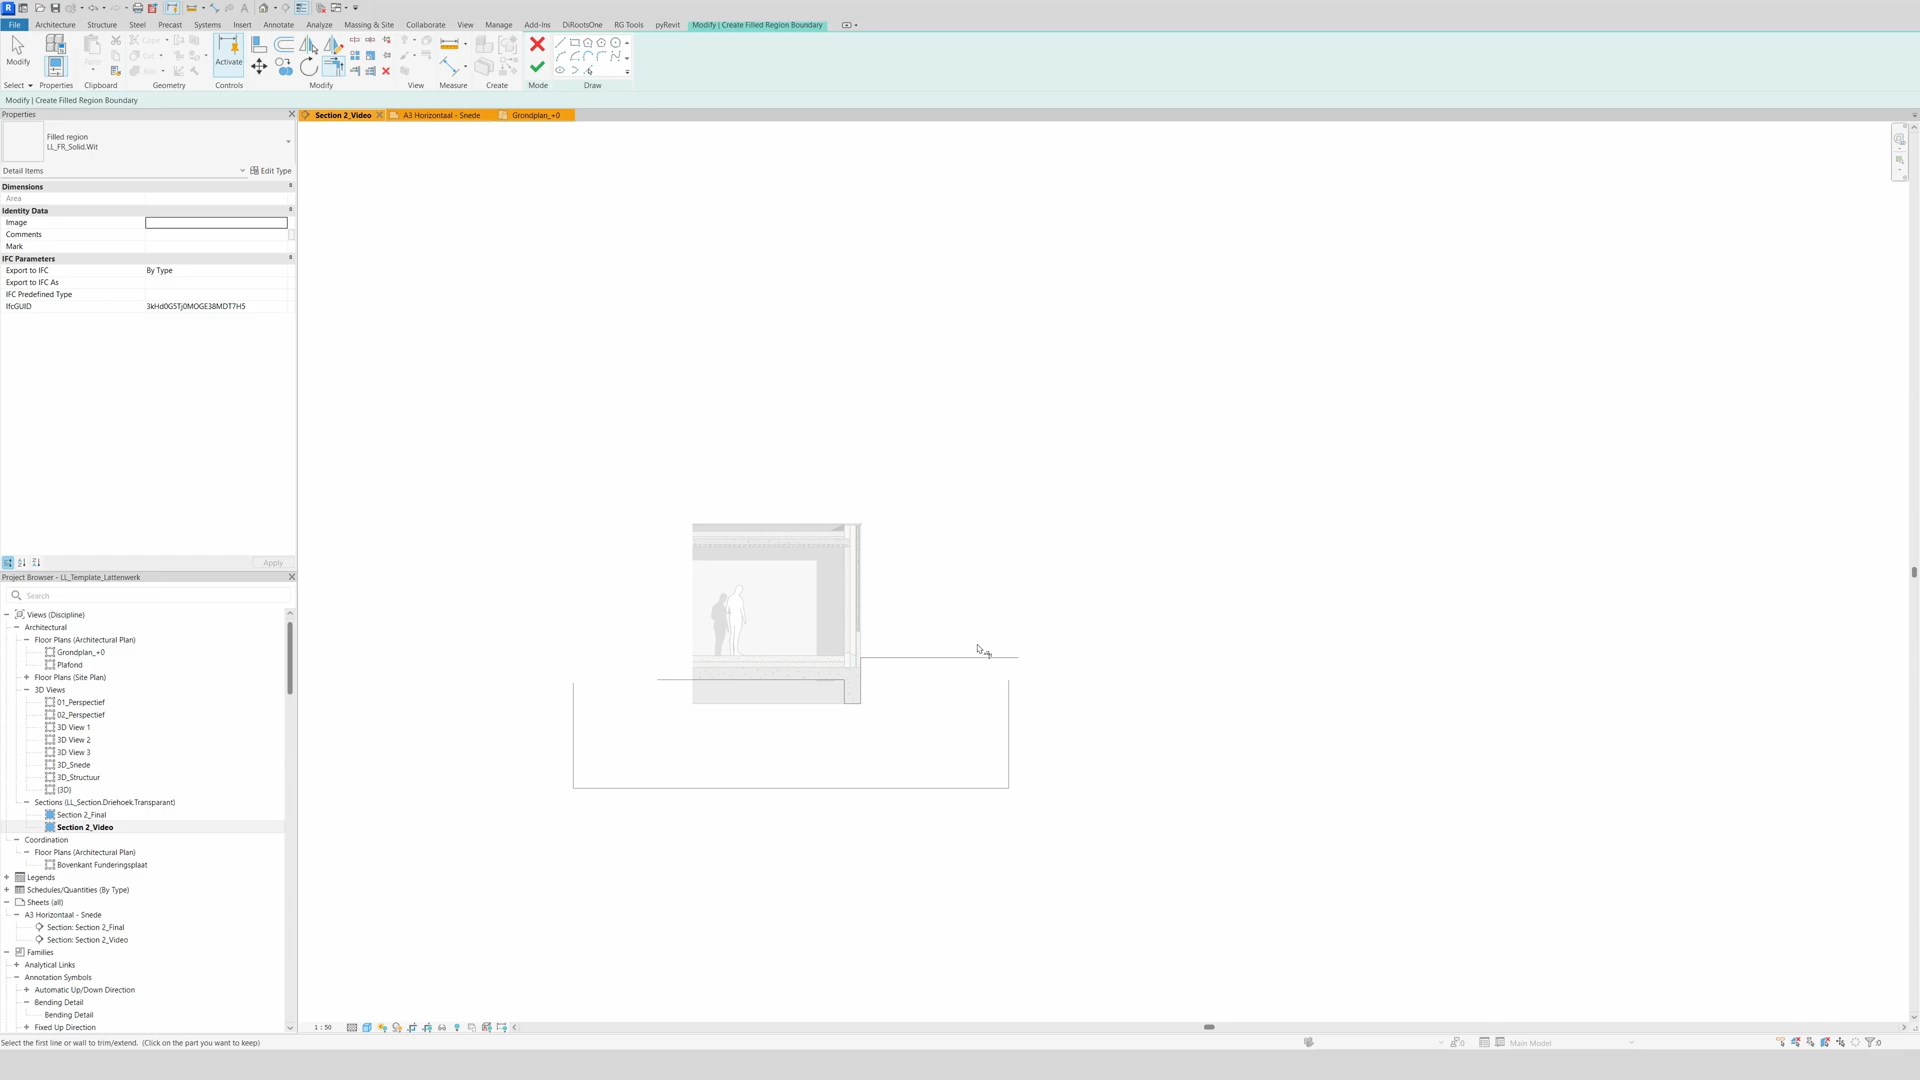 File
Architecture
Structure
Steel
Precast
Systems
Insert
Annotate
Analyze
Massing & Site
Collaborate
View
Manage
Add-Ins
DiRootsOne
RG Tools
pyRevit
Modify | Create Filled Region Boundary
Modify
Paste
Cope
Cut
Join
Activate
Select
Properties
Clipboard
Geometry
Controls
Modify
View
Measure
Create
Mode
Draw
Modify | Create Filled Region Boundary
Properties
Section 2_Video
A3 Horizontaal - Snede
Grondplan_+0
Filled region
LL_FR_Solid.Wit
Detail Items
Edit Type
Dimensions
Area
Identity Data
Image
Comments
Mark
IFC Parameters
Export to IFC
By Type
Export to IFC As
IFC Predefined Type
IfcGUID
3kHd0G5Tj0MOGE38MDT7H5
Apply
Project Browser - LL_Template_Lattenwerk
Search
Views (Discipline)
Architectural
Floor Plans (Architectural Plan)
Grondplan_+0
Plafond
Floor Plans (Site Plan)
3D Views
01_Perspectief
02_Perspectief
3D View 1
3D View 2
3D View 3
3D_Snede
3D_Structuur
{3D}
Sections (LL_Section.Driehoek.Transparant)
Section 2_Final
Section 2_Video
Coordination
Floor Plans (Architectural Plan)
Bovenkant Funderingsplaat
Legends
Schedules/Quantities (By Type)
Sheets (all)
A3 Horizontaal - Snede
Section: Section 2_Final
Section: Section 2_Video
Families
Analytical Links
Annotation Symbols
Automatic Up/Down Direction
Bending Detail
Bending Detail
Fixed Up Direction
1 : 50
Select the first line or wall to trim/extend. (Click on the part you want to keep)
:0
Main Model
:0